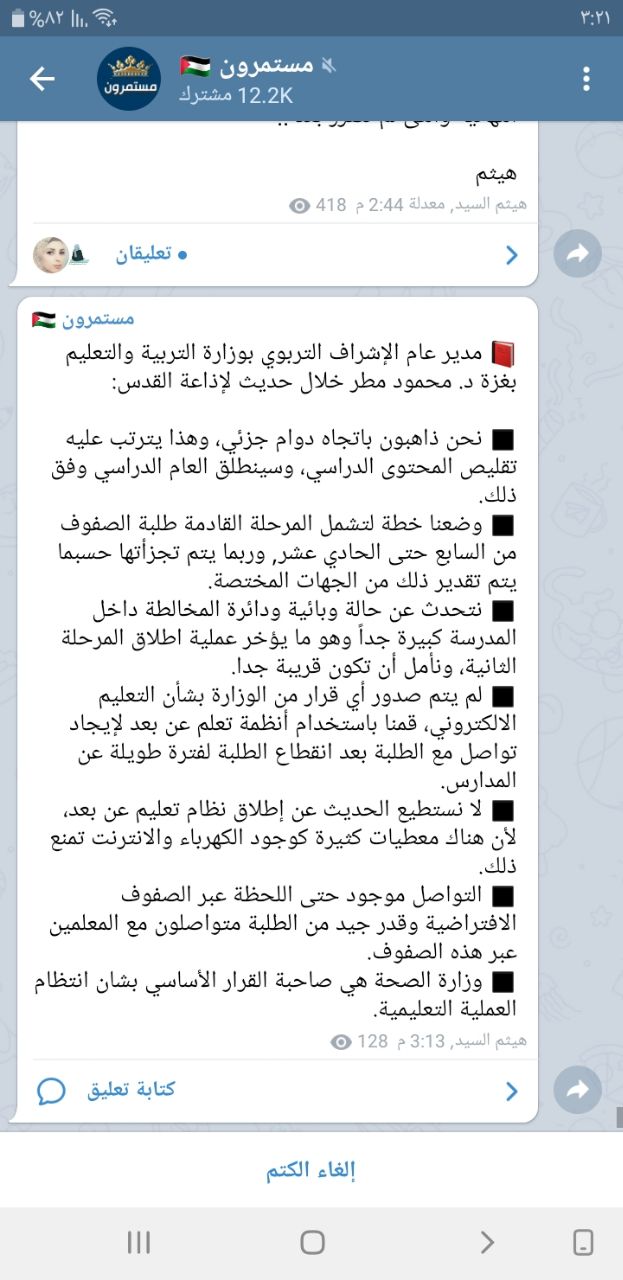 %٨٢
٣:٢١
مستمرون 🇵🇸
12.2K مشترك
مستمرون
هيثم
هيثم السيد, معدلة 2:44 م 418
تعليقان
مستمرون 🇵🇸
📕 مدير عام الإشراف التربوي بوزارة التربية والتعليم
بغزة د. محمود مطر خلال حديث لإذاعة القدس:
◼️ نحن ذاهبون باتجاه دوام جزئي، وهذا يترتب عليه
تقليص المحتوى الدراسي، وسينطلق العام الدراسي وفق
ذلك.
◼️ وضعنا خطة لتشمل المرحلة القادمة طلبة الصفوف
من السابع حتى الحادي عشر, وربما يتم تجزأتها حسبما
يتم تقدير ذلك من الجهات المختصة.
◼️ نتحدث عن حالة وبائية ودائرة المخالطة داخل
المدرسة كبيرة جداً وهو ما يؤخر عملية اطلاق المرحلة
الثانية، ونأمل أن تكون قريبة جدا.
◼️ لم يتم صدور أي قرار من الوزارة بشأن التعليم
الالكتروني، قمنا باستخدام أنظمة تعلم عن بعد لإيجاد
تواصل مع الطلبة بعد انقطاع الطلبة لفترة طويلة عن
المدارس.
◼️ لا نستطيع الحديث عن إطلاق نظام تعليم عن بعد،
لأن هناك معطيات كثيرة كوجود الكهرباء والانترنت تمنع
ذلك.
◼️ التواصل موجود حتى اللحظة عبر الصفوف
الافتراضية وقدر جيد من الطلبة متواصلون مع المعلمين
عبر هذه الصفوف.
◼️ وزارة الصحة هي صاحبة القرار الأساسي بشان انتظام
العملية التعليمية.
هيثم السيد, 3:13 م 128
كتابة تعليق
إلغاء الكتم